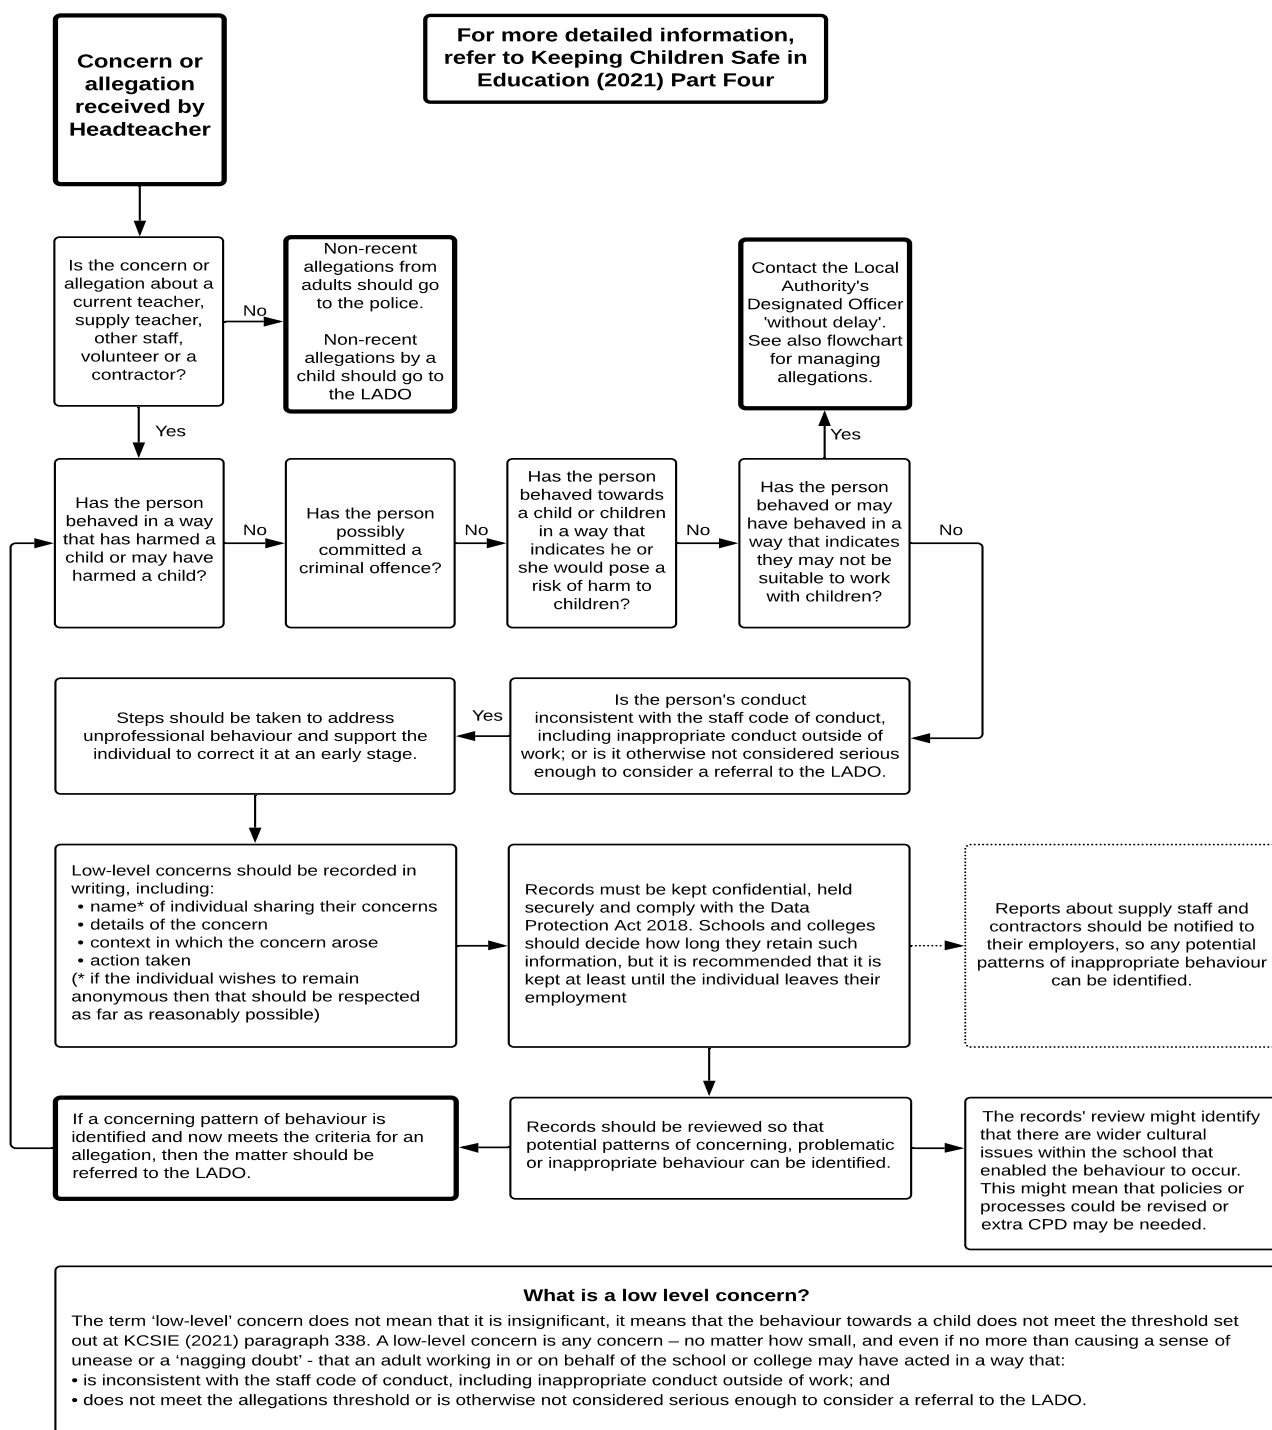 Concern or
allegation
received by
Headteacher
For more detailed information,
refer to Keeping Children Safe in
Education (2021) Part Four
Is the concern or
allegation about a
current teacher,
supply teacher,
other staff,
volunteer or a
contractor?
No
Non-recent
allegations from
adults should go
to the police.
Non-recent
allegations by a
child should go to
the LADO
Contact the Local
Authority's
Designated Officer
'without delay'.
See also flowchart
for managing
allegations.
Yes
Yes
Has the person
behaved in a way
that has harmed a
child or may have
harmed a child?
No
Has the person
possibly
committed a
criminal offence?
No
Has the person
behaved towards
a child or children
in a way that
indicates he or
she would pose a
risk of harm to
children?
No
Has the person
behaved or may
have behaved in a
way that indicates
they may not be
suitable to work
with children?
No
Steps should be taken to address
unprofessional behaviour and support the
individual to correct it at an early stage.
Yes
Is the person's conduct
inconsistent with the staff code of conduct,
including inappropriate conduct outside of
work; or is it otherwise not considered serious
enough to consider a referral to the LADO.
Low-level concerns should be recorded in
writing, including:
• name* of individual sharing their concerns
• details of the concern
• context in which the concern arose
• action taken
(* if the individual wishes to remain
anonymous then that should be respected
as far as reasonably possible)
Records must be kept confidential, held
securely and comply with the Data
Protection Act 2018. Schools and colleges
should decide how long they retain such
information, but it is recommended that it is
kept at least until the individual leaves their
employment
Reports about supply staff and
contractors should be notified to
their employers, so any potential
patterns of inappropriate behaviour
can be identified.
If a concerning pattern of behaviour is
identified and now meets the criteria for an
allegation, then the matter should be
referred to the LADO.
Records should be reviewed so that
potential patterns of concerning, problematic
or inappropriate behaviour can be identified.
The records' review might identify
that there are wider cultural
issues within the school that
enabled the behaviour to occur.
This might mean that policies or
processes could be revised or
extra CPD may be needed.
What is a low level concern?
The term ‘low-level’ concern does not mean that it is insignificant, it means that the behaviour towards a child does not meet the threshold set
out at KCSIE (2021) paragraph 338. A low-level concern is any concern – no matter how small, and even if no more than causing a sense of
unease or a ‘nagging doubt’ - that an adult working in or on behalf of the school or college may have acted in a way that:
• is inconsistent with the staff code of conduct, including inappropriate conduct outside of work; and
• does not meet the allegations threshold or is otherwise not considered serious enough to consider a referral to the LADO.